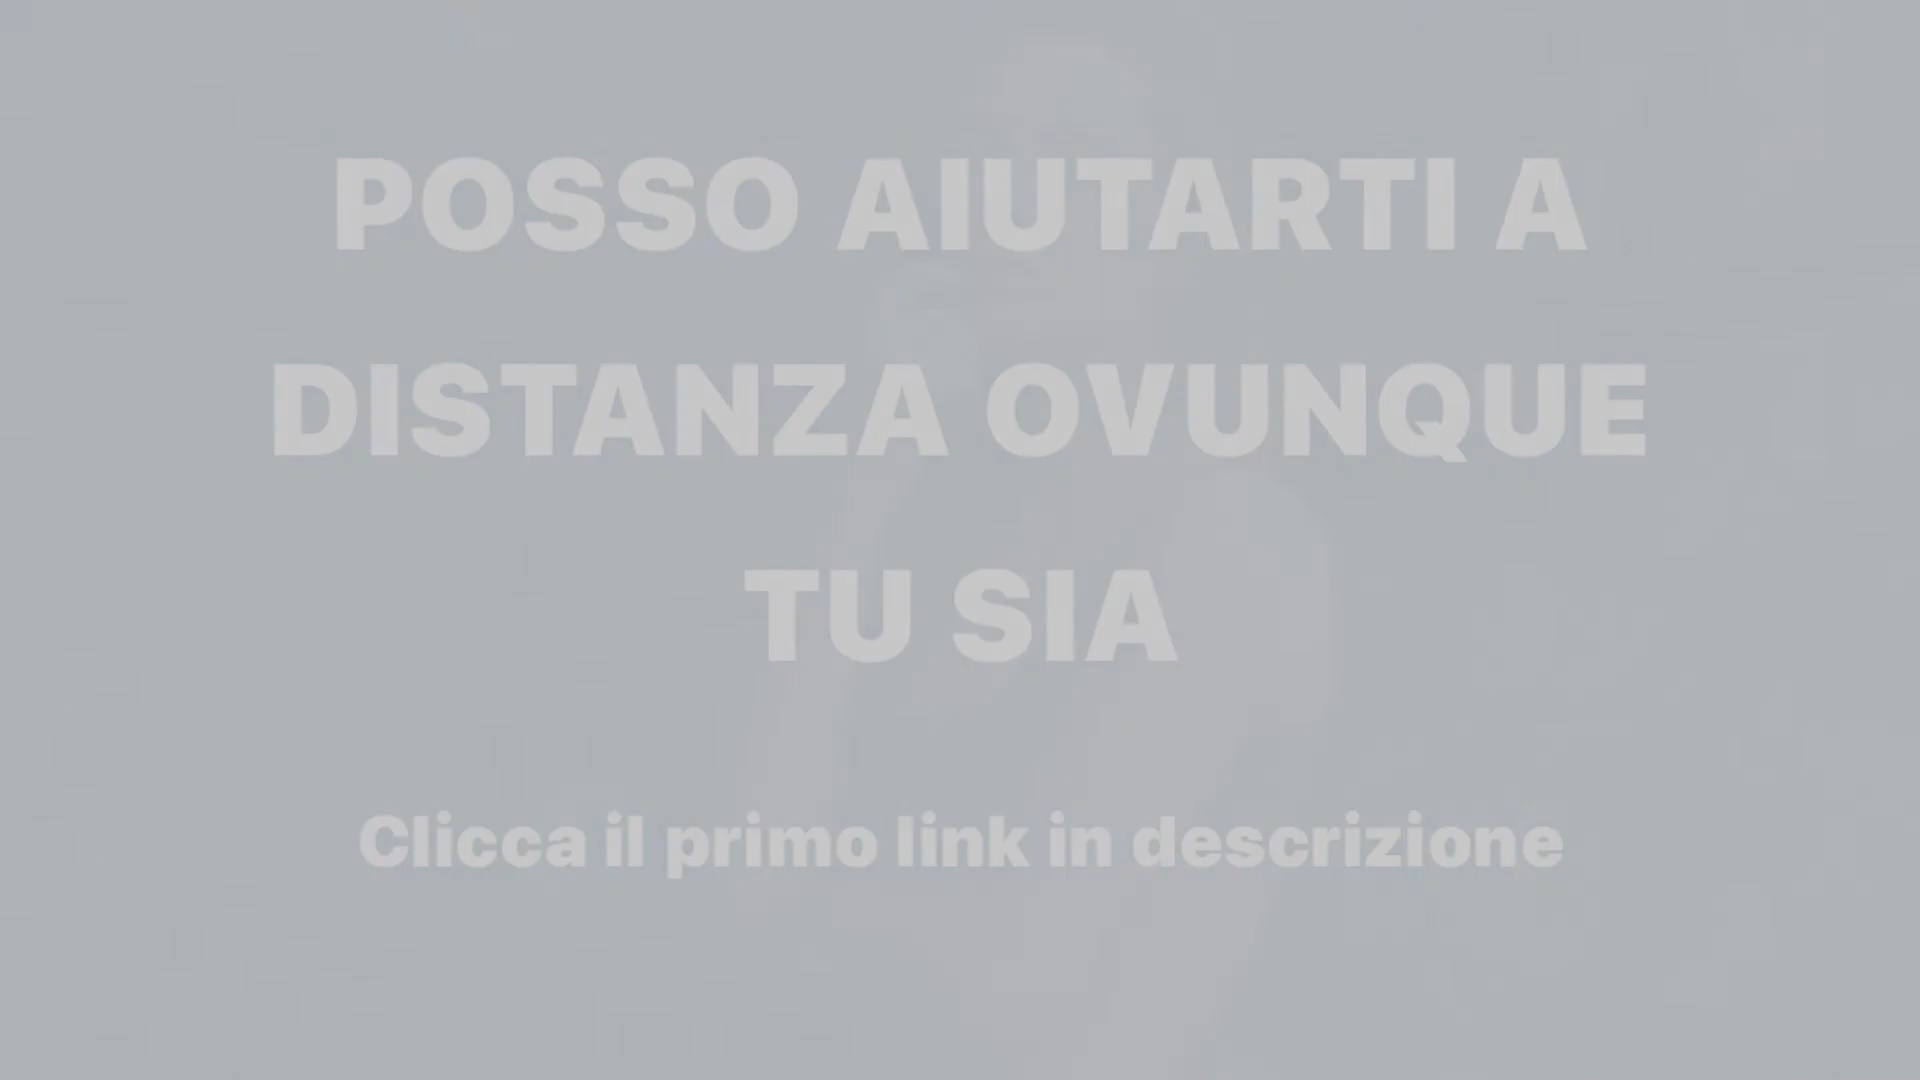 POSSO AIUTARTI A
DISTANZA OVUNQUE
TU SIA
Clicca il primo link in descrizione